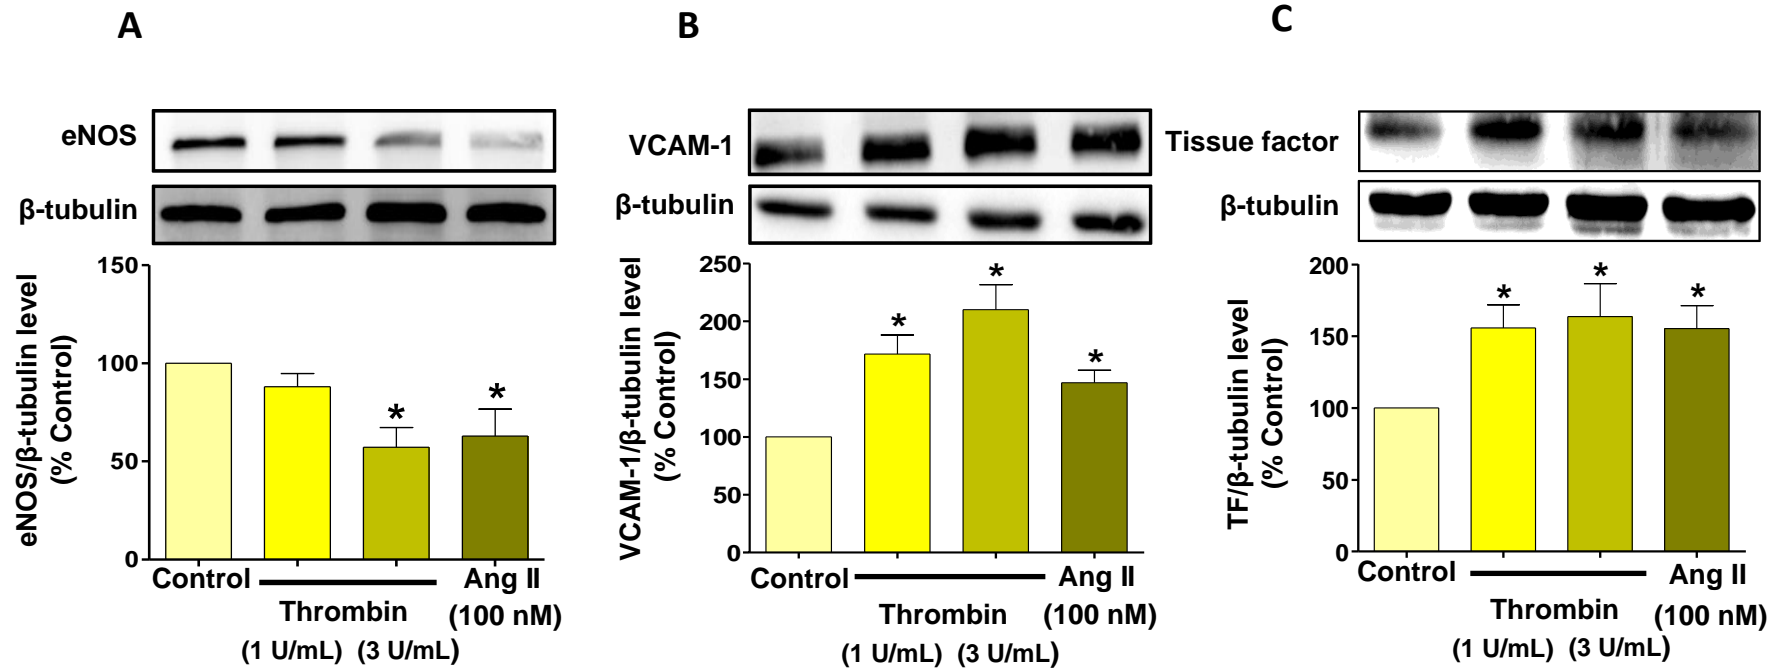 A
eNOS
β-tubulin
eNOS/β-tubulin level
(% Control)
150
100
50
0
*
*
Control
Ang II
Thrombin
(100 nM)
(1 U/mL) (3 U/mL)
B
VCAM-1
β-tubulin
VCAM-1/β-tubulin level
(% Control)
250
200
150
100
50
0
*
*
*
Control
Ang II
Thrombin
(100 nM)
(1 U/mL) (3 U/mL)
C
Tissue factor
β-tubulin
TF/β-tubulin level
(% Control)
200
150
100
50
0
*
*
*
Control
Ang II
Thrombin
(100 nM)
(1 U/mL) (3 U/mL)